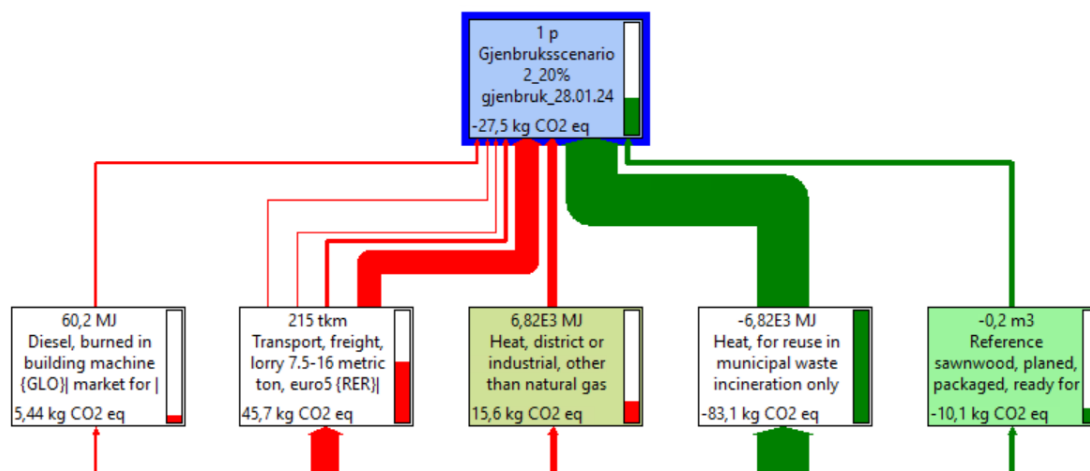 1 p
Gjenbruksscenario
2_20%
gjenbruk_28.01.24
-27,5 kg CO2 eq
60,2 MJ
Diesel, burned in
building machine
{GLO}| market for |
5,44 kg CO2 eq
215 tkm
Transport, freight,
lorry 7.5-16 metric
ton, euro5 {RER}|
45,7 kg CO2 eq
6,82E3 MJ
Heat, district or
industrial, other
than natural gas
15,6 kg CO2 eq
-6,82E3 MJ
Heat, for reuse in
municipal waste
incineration only
-83,1 kg CO2 eq
-0,2 m3
Reference
sawnwood, planed,
packaged, ready for
-10,1 kg CO2 eq